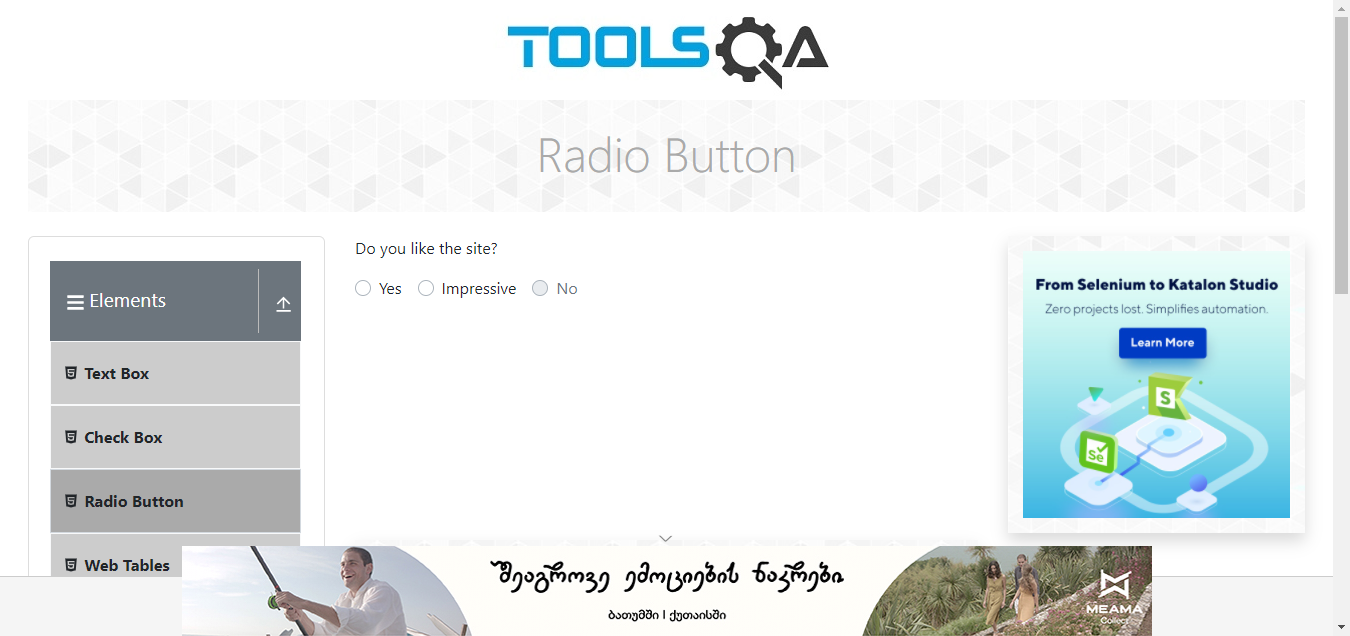 TOOLSQA
Radio Button
Elements
Text Box
Check Box
Radio Button
Web Tables
Do you like the site?
Yes Impressive No
From Selenium to Katalon Studio
Zero projects lost. Simplifies automation.
Learn More
S
Se
შეაგროვე ემოციების ნაკრები
ბათუმში | ქუთაისში
MEAMA
Collect